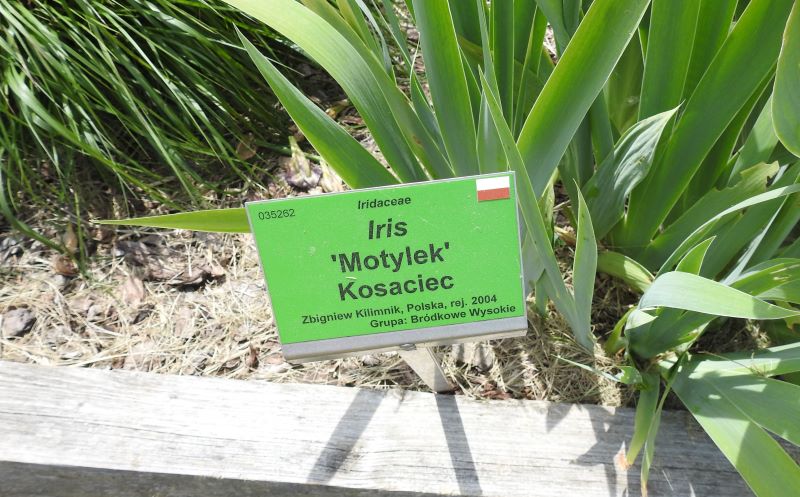 035262
Iridaceae
Iris
'Motylek'
Kosaciec
Zbigniew Kilimnik, Polska, rej. 2004
Grupa: Bródkowe Wysokie